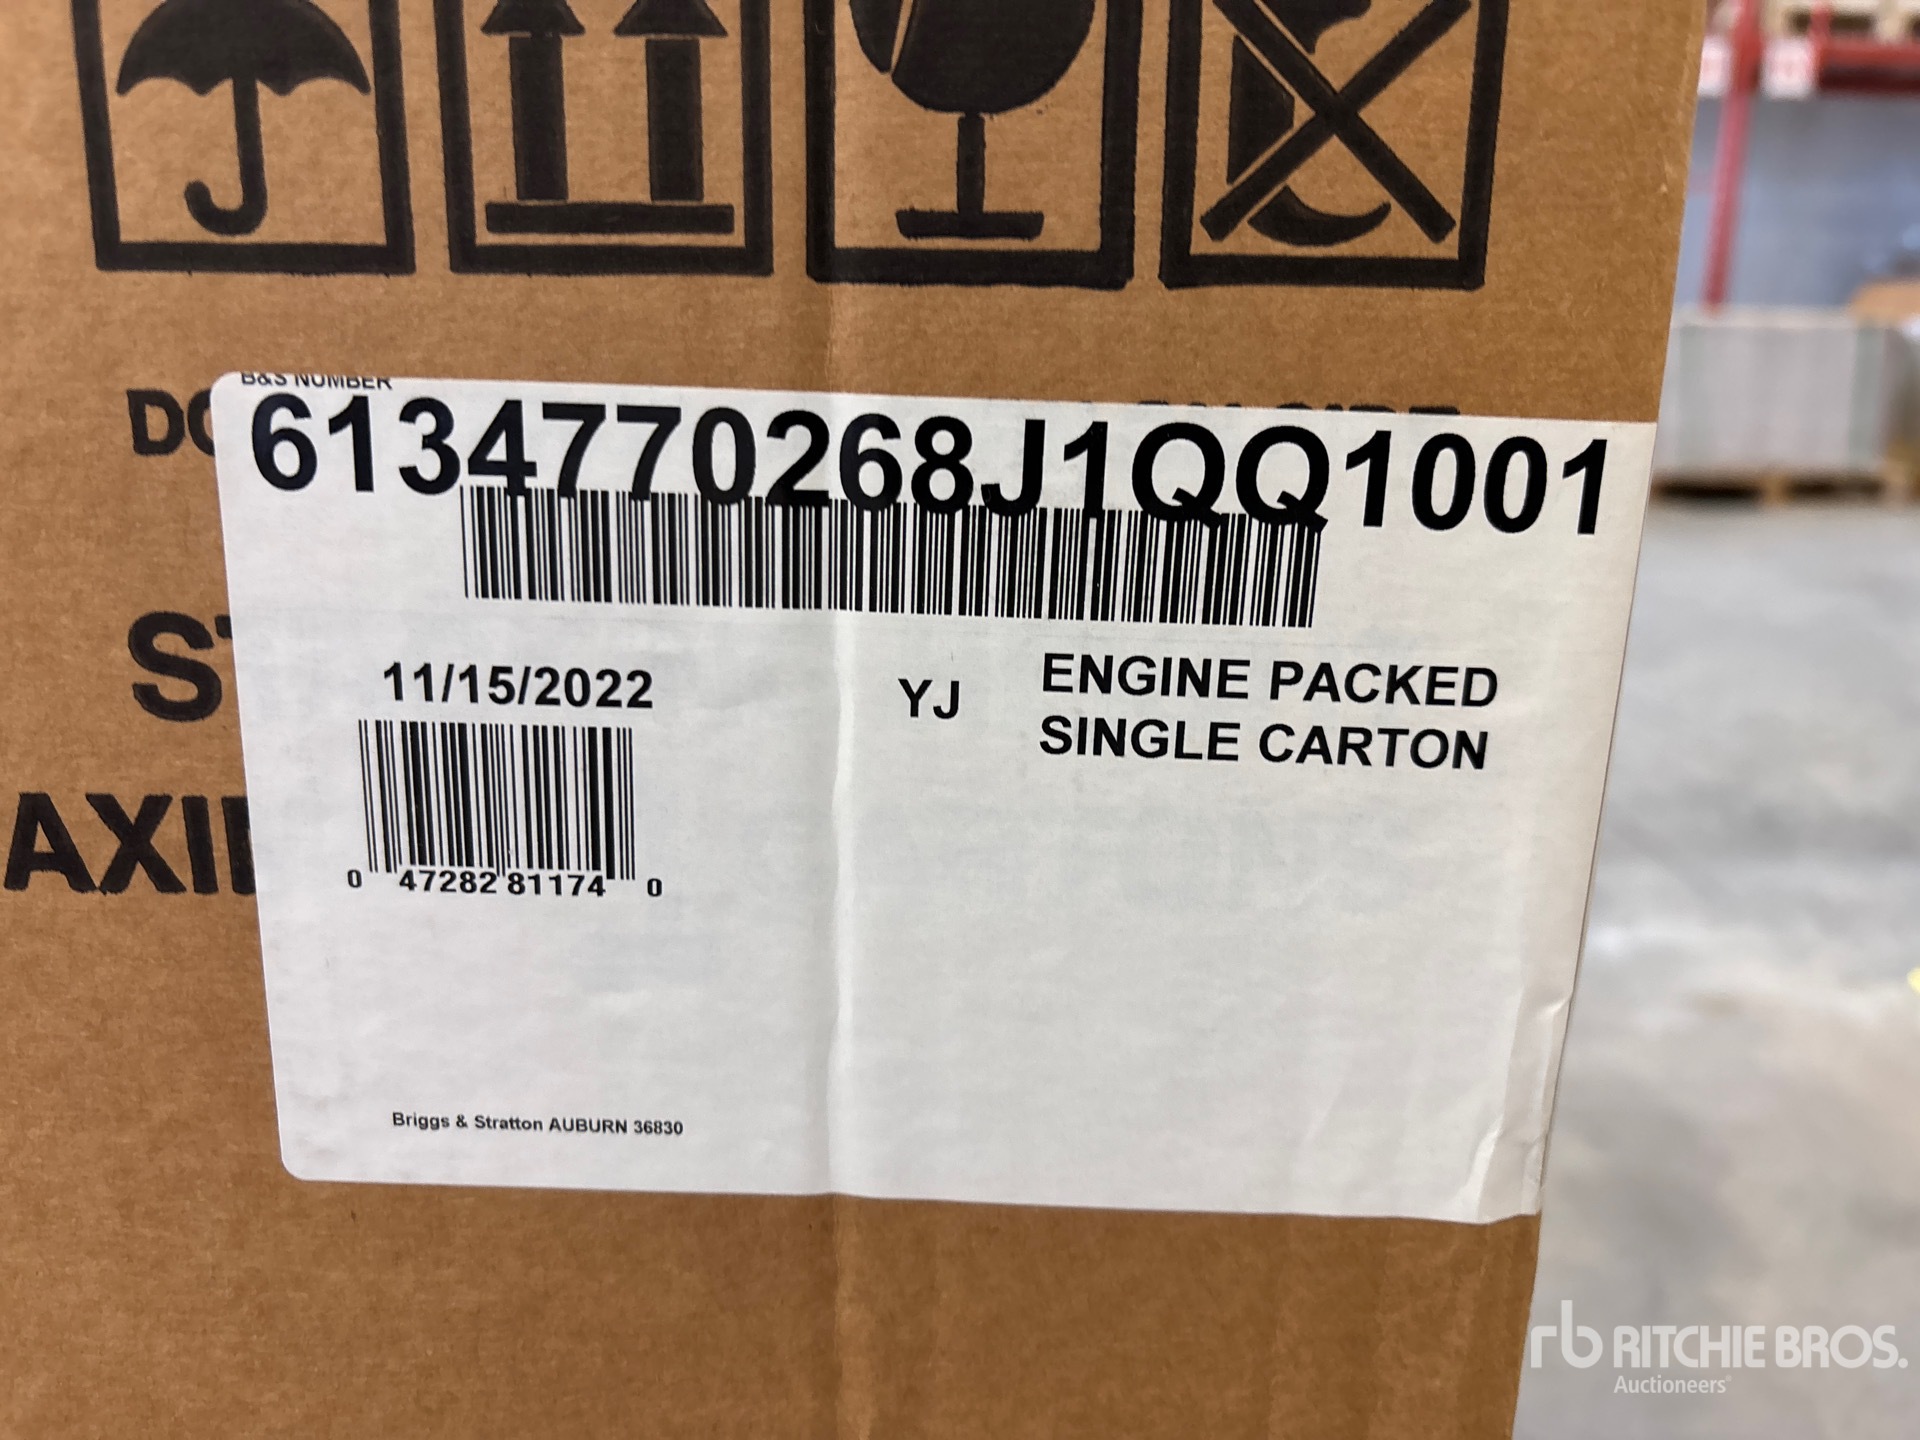 B&S NUMBER
6134770268J1QQ1001
11/15/2022
YJ
ENGINE PACKED
SINGLE CARTON
0 47282 81174 0
Briggs & Stratton AUBURN 36830
rb RITCHIE BROS.
Auctioneers